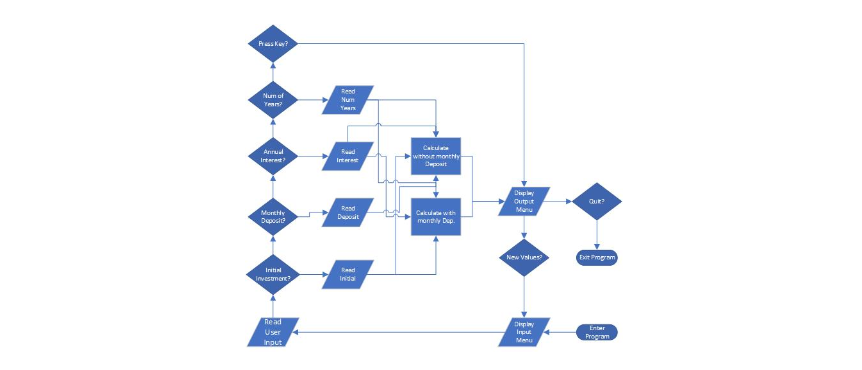 Press Key?
Num of
Years?
Read
Num
Years
Annual
Interest?
Read
Interest
Calculate
without monthly
Deposit
Monthly
Deposit?
Read
Deposit
Calculate with
monthly Dep.
Display
Output
Menu
Quit?
Initial
Investment?
Read
Initial
New Values?
Exit Program
Read
User
Input
Display
Input
Menu
Enter
Program